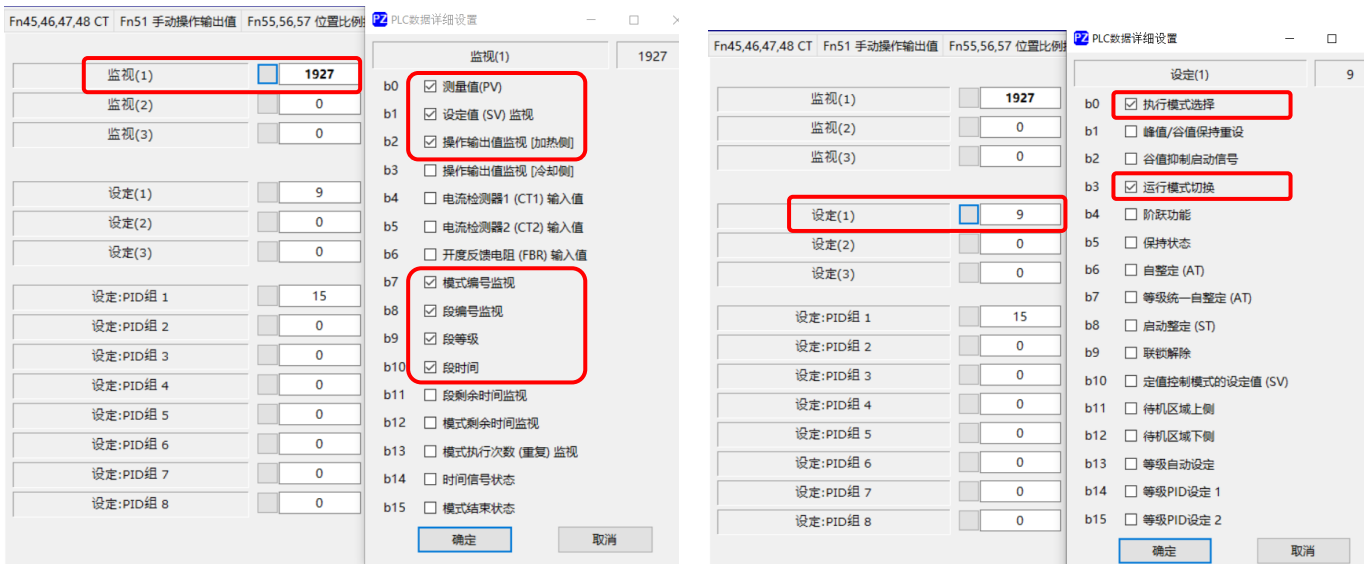 Fn45,46,47,48 CT Fn51 手动操作输出值 Fn55,56,57 位置比例
监视(1) 1927
监视(2) 0
监视(3) 0
设定(1) 9
设定(2) 0
设定(3) 0
设定:PID组 1 15
设定:PID组 2 0
设定:PID组 3 0
设定:PID组 4 0
设定:PID组 5 0
设定:PID组 6 0
设定:PID组 7 0
设定:PID组 8 0
PZ PLC数据详细设置
监视(1) 1927
b0 测量值(PV)
b1 设定值 (SV) 监视
b2 操作输出值监视 [加热侧]
b3 操作输出值监视 [冷却侧]
b4 电流检测器1 (CT1) 输入值
b5 电流检测器2 (CT2) 输入值
b6 开度反馈电阻 (FBR) 输入值
b7 模式编号监视
b8 段编号监视
b9 段等级
b10 段时间
b11 段剩余时间监视
b12 模式剩余时间监视
b13 模式执行次数 (重复) 监视
b14 时间信号状态
b15 模式结束状态
确定 取消
Fn45,46,47,48 CT Fn51 手动操作输出值 Fn55,56,57 位置比例
监视(1) 1927
监视(2) 0
监视(3) 0
设定(1) 9
设定(2) 0
设定(3) 0
设定:PID组 1 15
设定:PID组 2 0
设定:PID组 3 0
设定:PID组 4 0
设定:PID组 5 0
设定:PID组 6 0
设定:PID组 7 0
设定:PID组 8 0
PZ PLC数据详细设置
设定(1) 9
b0 执行模式选择
b1 峰值/谷值保持重设
b2 谷值抑制启动信号
b3 运行模式切换
b4 阶跃功能
b5 保持状态
b6 自整定 (AT)
b7 等级统一自整定 (AT)
b8 启动整定 (ST)
b9 联锁解除
b10 定值控制模式的设定值 (SV)
b11 待机区域上侧
b12 待机区域下侧
b13 等级自动设定
b14 等级PID设定 1
b15 等级PID设定 2
确定 取消